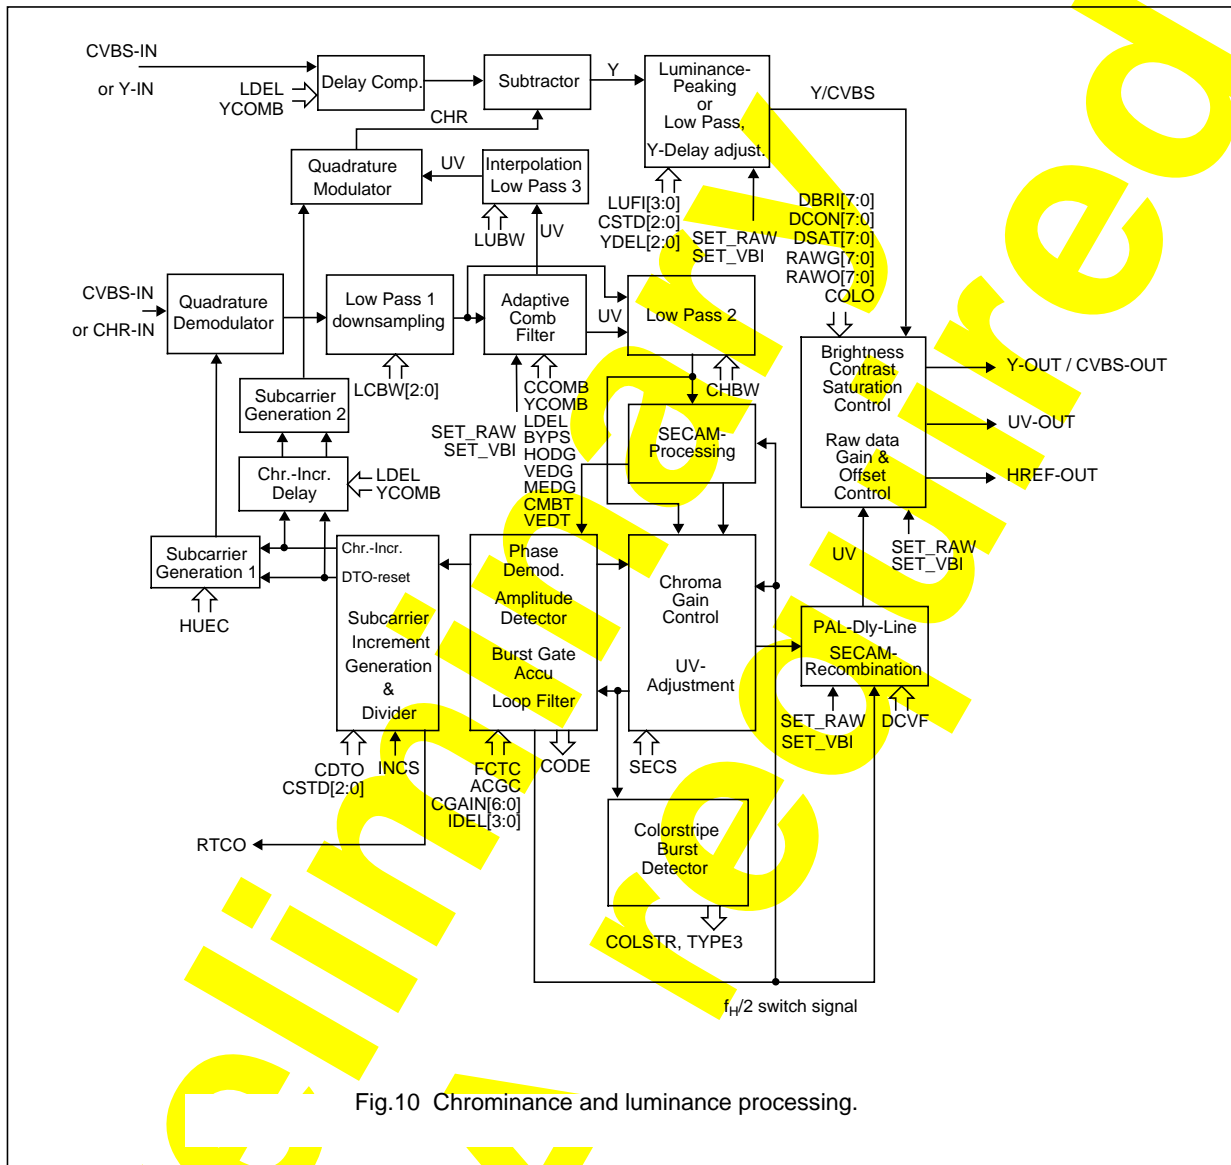 CVBS-IN
or Y-IN
LDEL
YCOMB
Delay Comp.
Subtractor
Y
Luminance-
Peaking
or
Low Pass,
Y-Delay adjust.
Y/CVBS
CHR
Quadrature
Modulator
UV
Interpolation
Low Pass 3
LUBW
UV
LUFI[3:0]
CSTD[2:0]
YDEL[2:0]
SET_RAW
SET_VBI
DBRI[7:0]
DCON[7:0]
DSAT[7:0]
RAWG[7:0]
RAWO[7:0]
COLO
CVBS-IN
or CHR-IN
Quadrature
Demodulator
Low Pass 1
downsampling
Adaptive
Comb
Filter
UV
Low Pass 2
LCBW[2:0]
CHBW
Brightness
Contrast
Saturation
Control
Raw data
Gain &
Offset
Control
Y-OUT / CVBS-OUT
UV-OUT
HREF-OUT
Subcarrier
Generation 2
SET_RAW
SET_VBI
CCOMB
YCOMB
LDEL
BYPS
HODG
VEDG
MEDG
CMBT
VEDT
SECAM-
Processing
Chr.-Incr.
Delay
LDEL
YCOMB
Subcarrier
Generation 1
HUEC
Chr.-Incr.
DTO-reset
Subcarrier
Increment
Generation
&
Divider
Phase
Demod.
Amplitude
Detector
Burst Gate
Accu
Loop Filter
Chroma
Gain
Control
UV-
Adjustment
UV
SET_RAW
SET_VBI
PAL-Dly-Line
SECAM-
Recombination
SET_RAW
SET_VBI
DCVF
CDTO
CSTD[2:0]
INCS
FCTC
ACGC
CGAIN[6:0]
IDEL[3:0]
CODE
SECS
RTCO
Colorstripe
Burst
Detector
COLSTR, TYPE3
fH/2 switch signal
Fig.10 Chrominance and luminance processing.